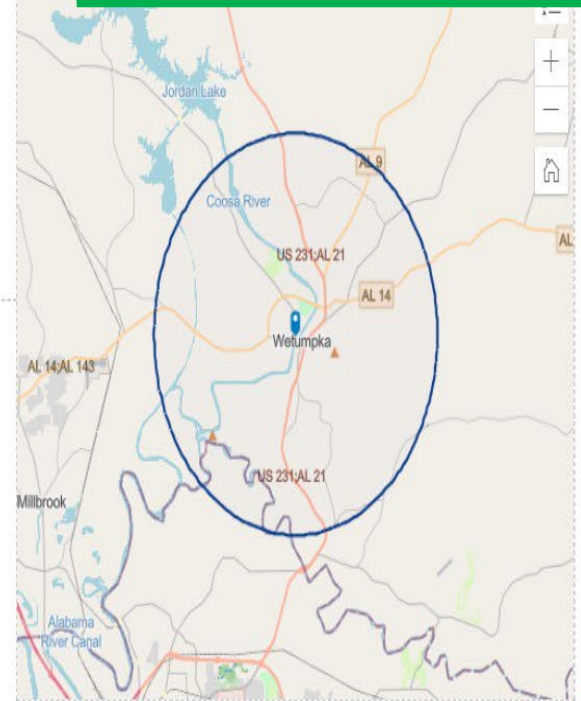 Jordan Lake
AL 9
Coosa River
US 231;AL 21
AL
AL 14
Wetumpka
AL 14;AL 143
US 231;AL 21
Millbrook
Alabama
River Canal